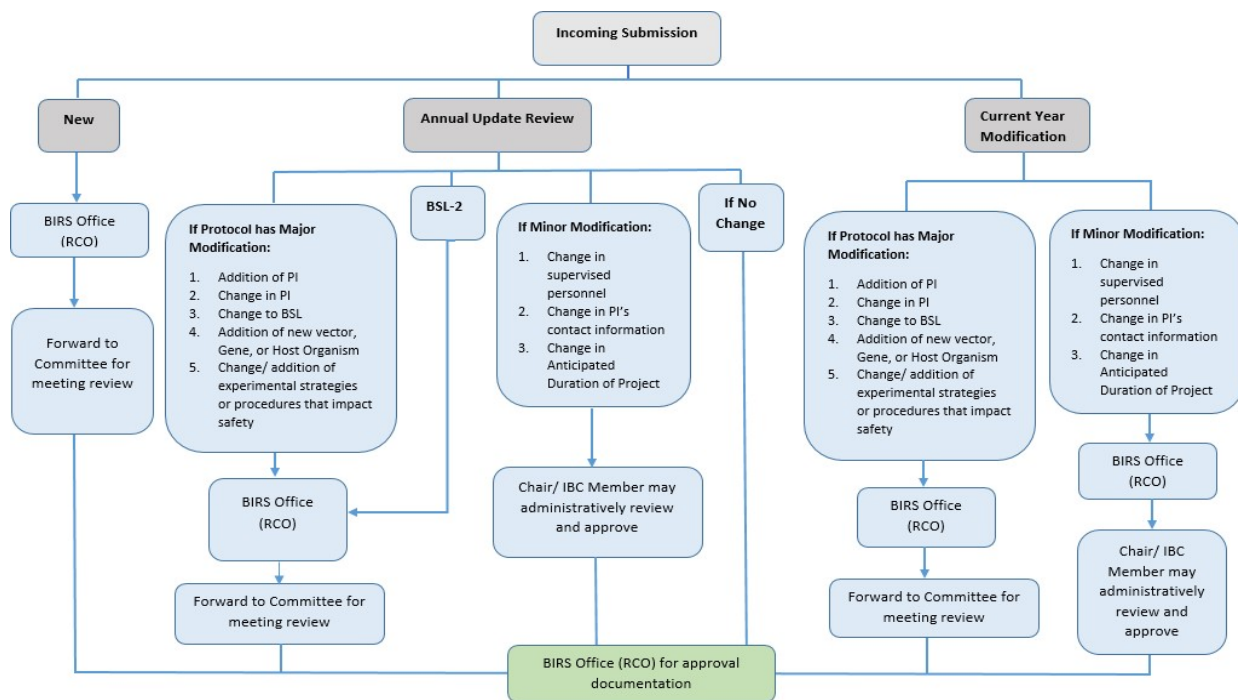 Incoming Submission
New
Annual Update Review
Current Year
Modification
BIRS Office
(RCO)
Forward to
Committee for
meeting review
If Protocol has Major
Modification:
1. Addition of PI
2. Change in PI
3. Change to BSL
4. Addition of new vector,
Gene, or Host Organism
5. Change/ addition of
experimental strategies
or procedures that impact
safety
BIRS Office
(RCO)
Forward to Committee for
meeting review
BSL-2
If Minor Modification:
1. Change in
supervised
personnel
2. Change in PI’s
contact information
3. Change in
Anticipated
Duration of Project
Chair/ IBC Member may
administratively review
and approve
If No
Change
If Protocol has Major
Modification:
1. Addition of PI
2. Change in PI
3. Change to BSL
4. Addition of new vector,
Gene, or Host Organism
5. Change/ addition of
experimental strategies
or procedures that impact
safety
BIRS Office
(RCO)
Forward to Committee for
meeting review
If Minor Modification:
1. Change in
supervised
personnel
2. Change in PI’s
contact information
3. Change in
Anticipated
Duration of Project
BIRS Office
(RCO)
Chair/ IBC
Member may
administratively
review and
approve
BIRS Office (RCO) for approval
documentation